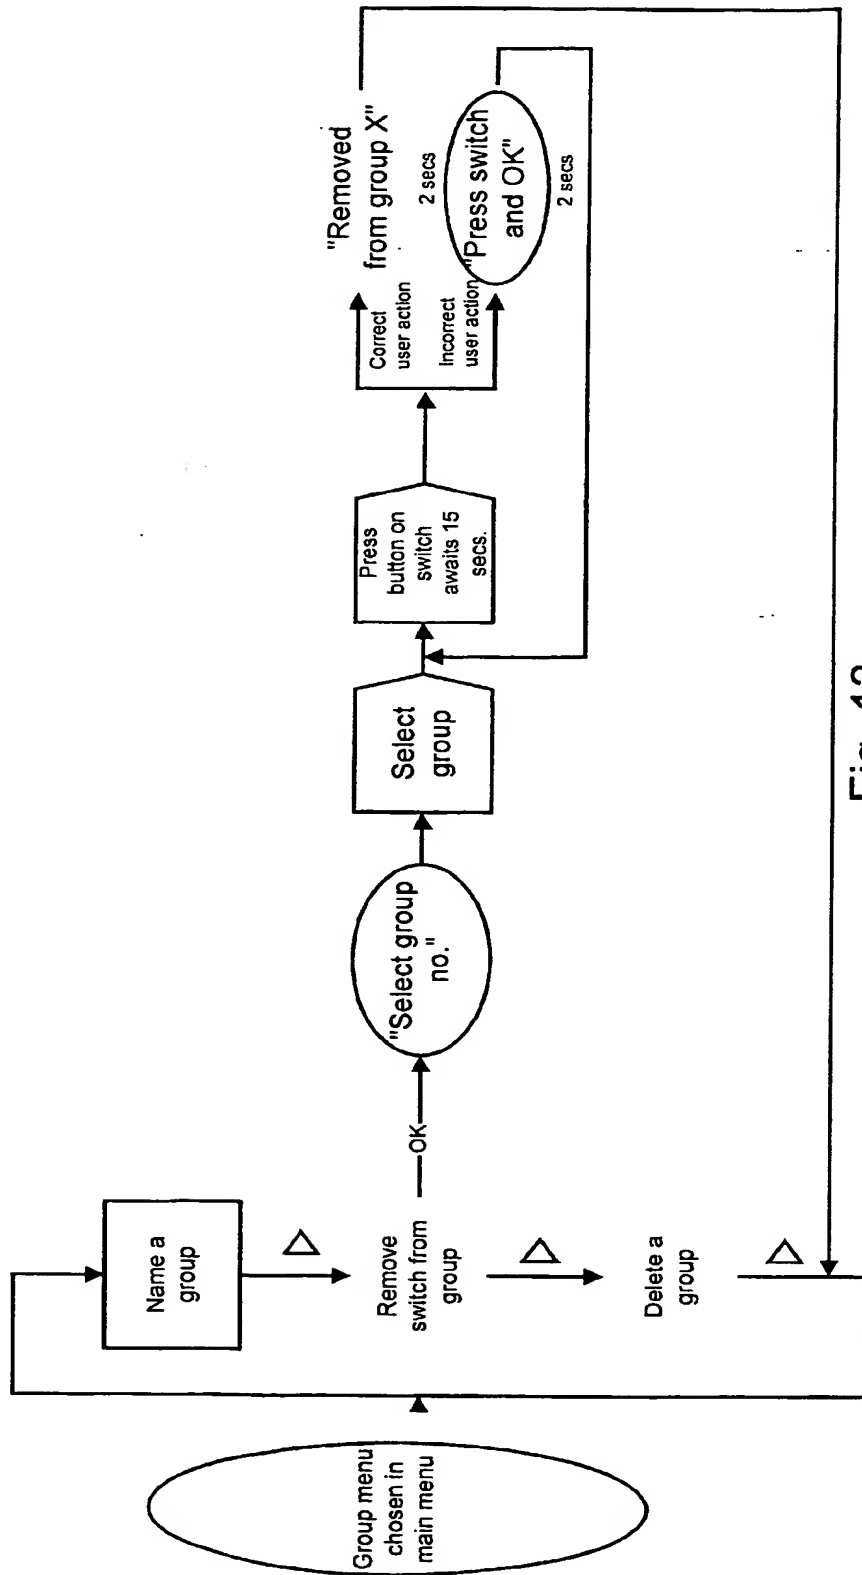 Group menu
chosen in
main menu
Name a
group
Remove
switch from
group
Delete a
group
OK
"Select group
no."
Select
group
Press
button on
switch
awaits 15
secs.
Correct
user action
Incorrect
user action
"Removed
from group X"
2 secs
"Press switch
and OK"
2 secs
Fig.